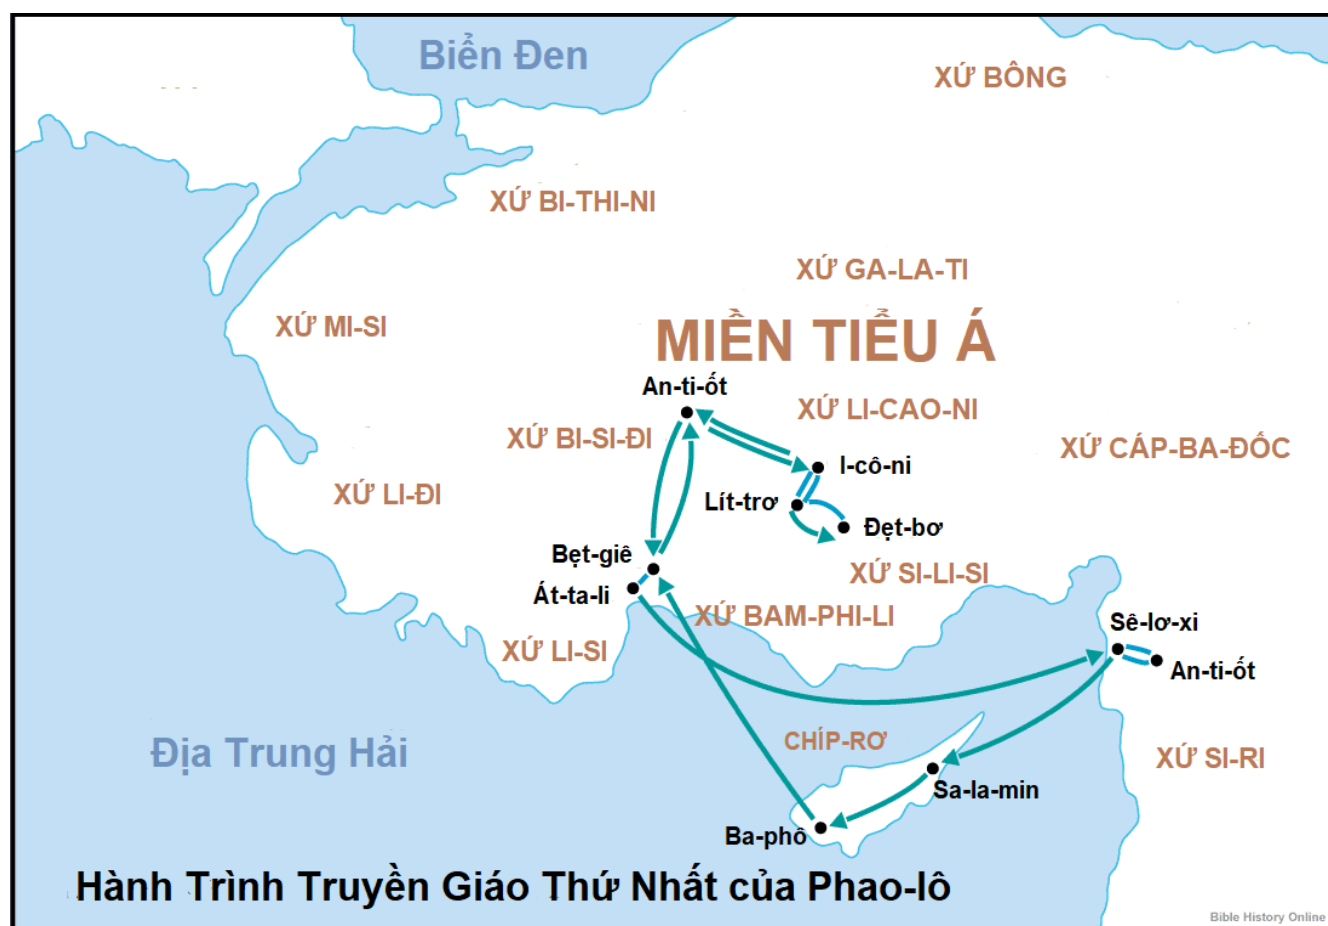 Biển Đen
XỨ BÔNG
XỨ BI-THI-NI
XỨ GA-LA-TI
XỨ MI-SI
MIỀN TIỂU Á
An-ti-ốt
XỨ LI-CAO-NI
XỨ BI-SI-ĐI
XỨ CÁP-BA-ĐỐC
I-cô-ni
XỨ LI-ĐI
Lít-trơ
Đẹt-bơ
Bẹt-giê
XỨ SI-LI-SI
Át-ta-li
XỨ BAM-PHI-LI
Sê-lơ-xi
XỨ LI-SI
An-ti-ốt
CHÍP-RƠ
Địa Trung Hải
XỨ SI-RI
Sa-la-min
Ba-phô
Hành Trình Truyền Giáo Thứ Nhất của Phao-lô
Bible History Online